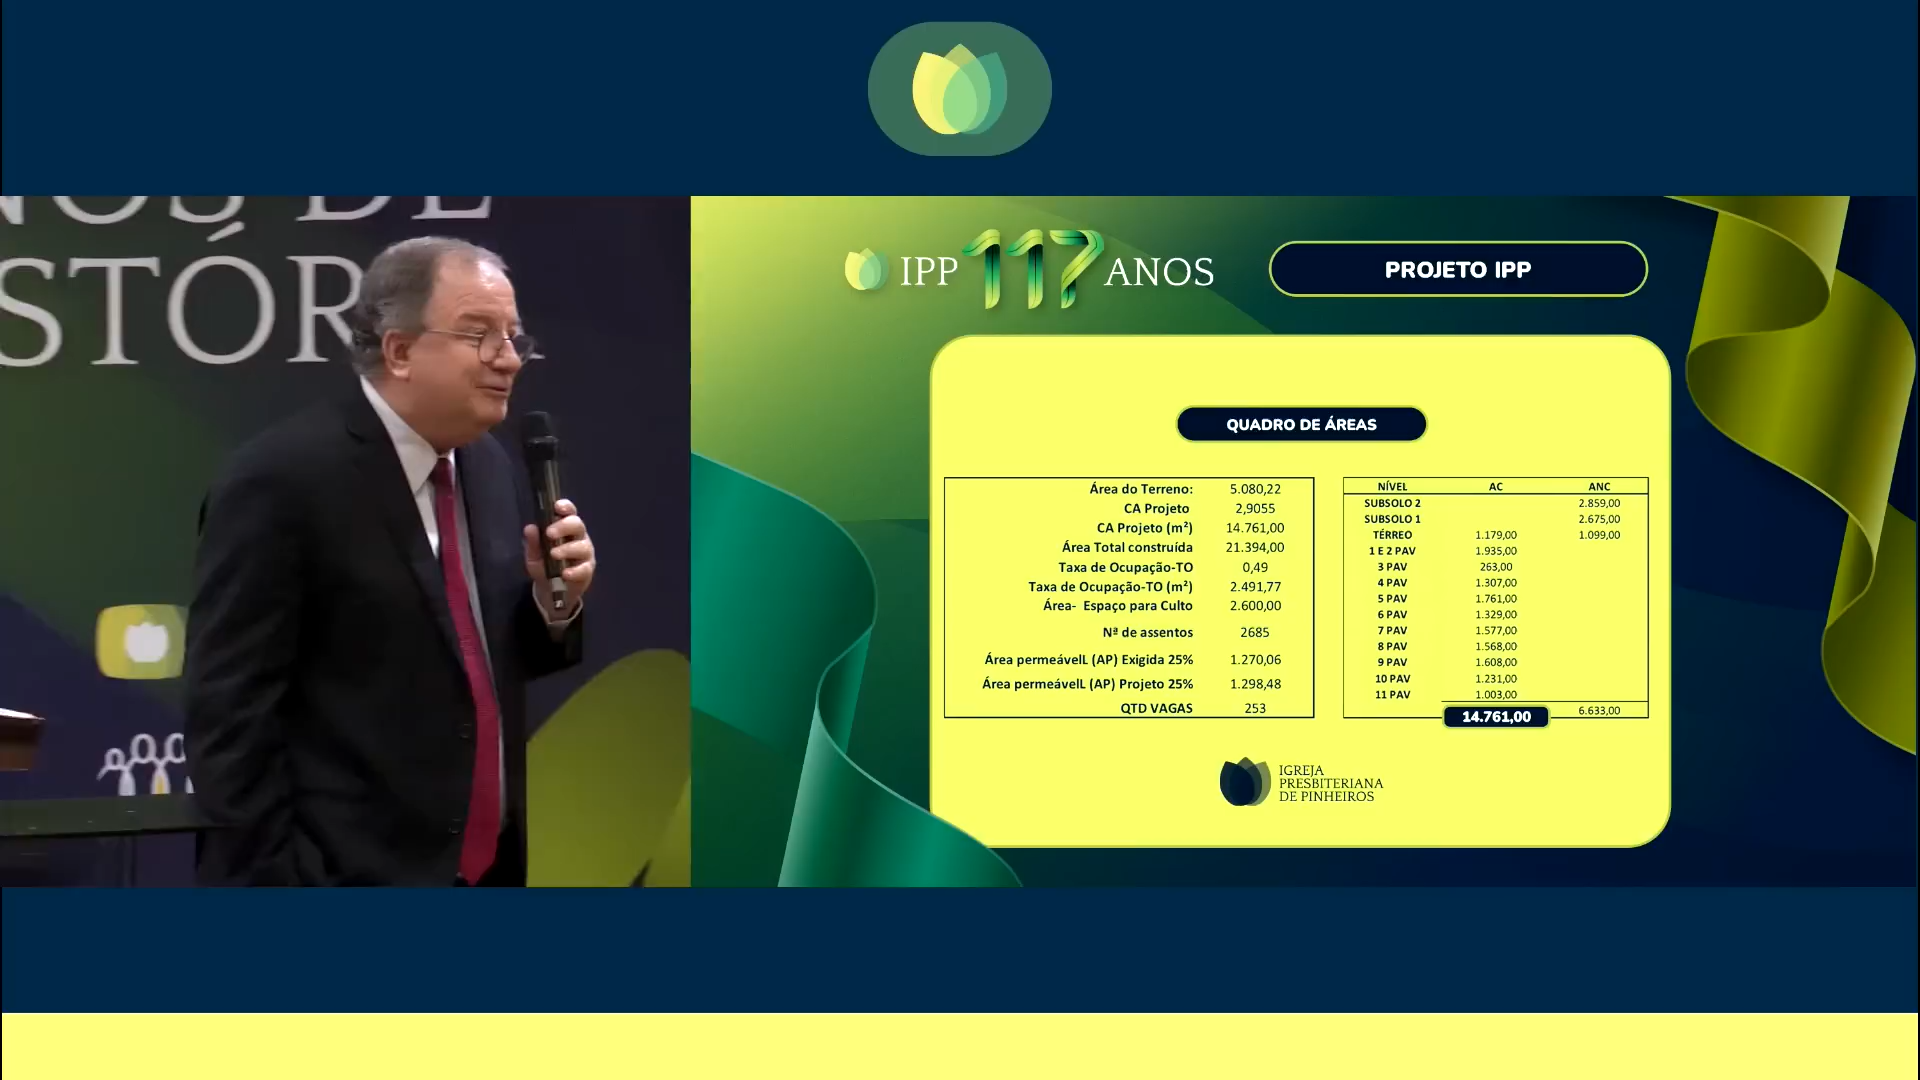 NOS DE
STÓR
IPP 117 ANOS
PROJETO IPP
QUADRO DE ÁREAS
Área do Terreno: 5.080,22
CA Projeto 2,9055
CA Projeto (m²) 14.761,00
Área Total construída 21.394,00
Taxa de Ocupação-TO 0,49
Taxa de Ocupação-TO (m²) 2.491,77
Área- Espaço para Culto 2.600,00
Nª de assentos 2685
Área permeávelL (AP) Exigida 25% 1.270,06
Área permeávelL (AP) Projeto 25% 1.298,48
QTD VAGAS 253
NÍVEL AC ANC
SUBSOLO 2 2.859,00
SUBSOLO 1 2.675,00
TÉRREO 1.179,00 1.099,00
1 E 2 PAV 1.935,00
3 PAV 263,00
4 PAV 1.307,00
5 PAV 1.761,00
6 PAV 1.329,00
7 PAV 1.577,00
8 PAV 1.568,00
9 PAV 1.608,00
10 PAV 1.231,00
11 PAV 1.003,00
14.761,00 6.633,00
IGREJA
PRESBITERIANA
DE PINHEIROS